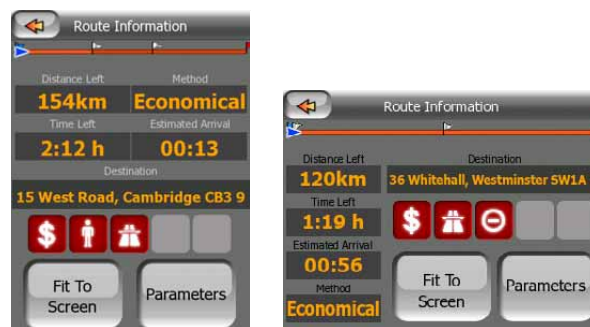 Route Information
Distance Left
Method
154km
Economical
Time Left
Estimated Arrival
2:12 h
00:13
Destination
15 West Road, Cambridge CB3 9
$
Fit To
Screen
Parameters
Route Information
Distance Left
Destination
120km
36 Whitehall, Westminster SW1A
Time Left
1:19 h
$
Estimated Arrival
00:56
Method
Economical
Fit To
Screen
Parameters